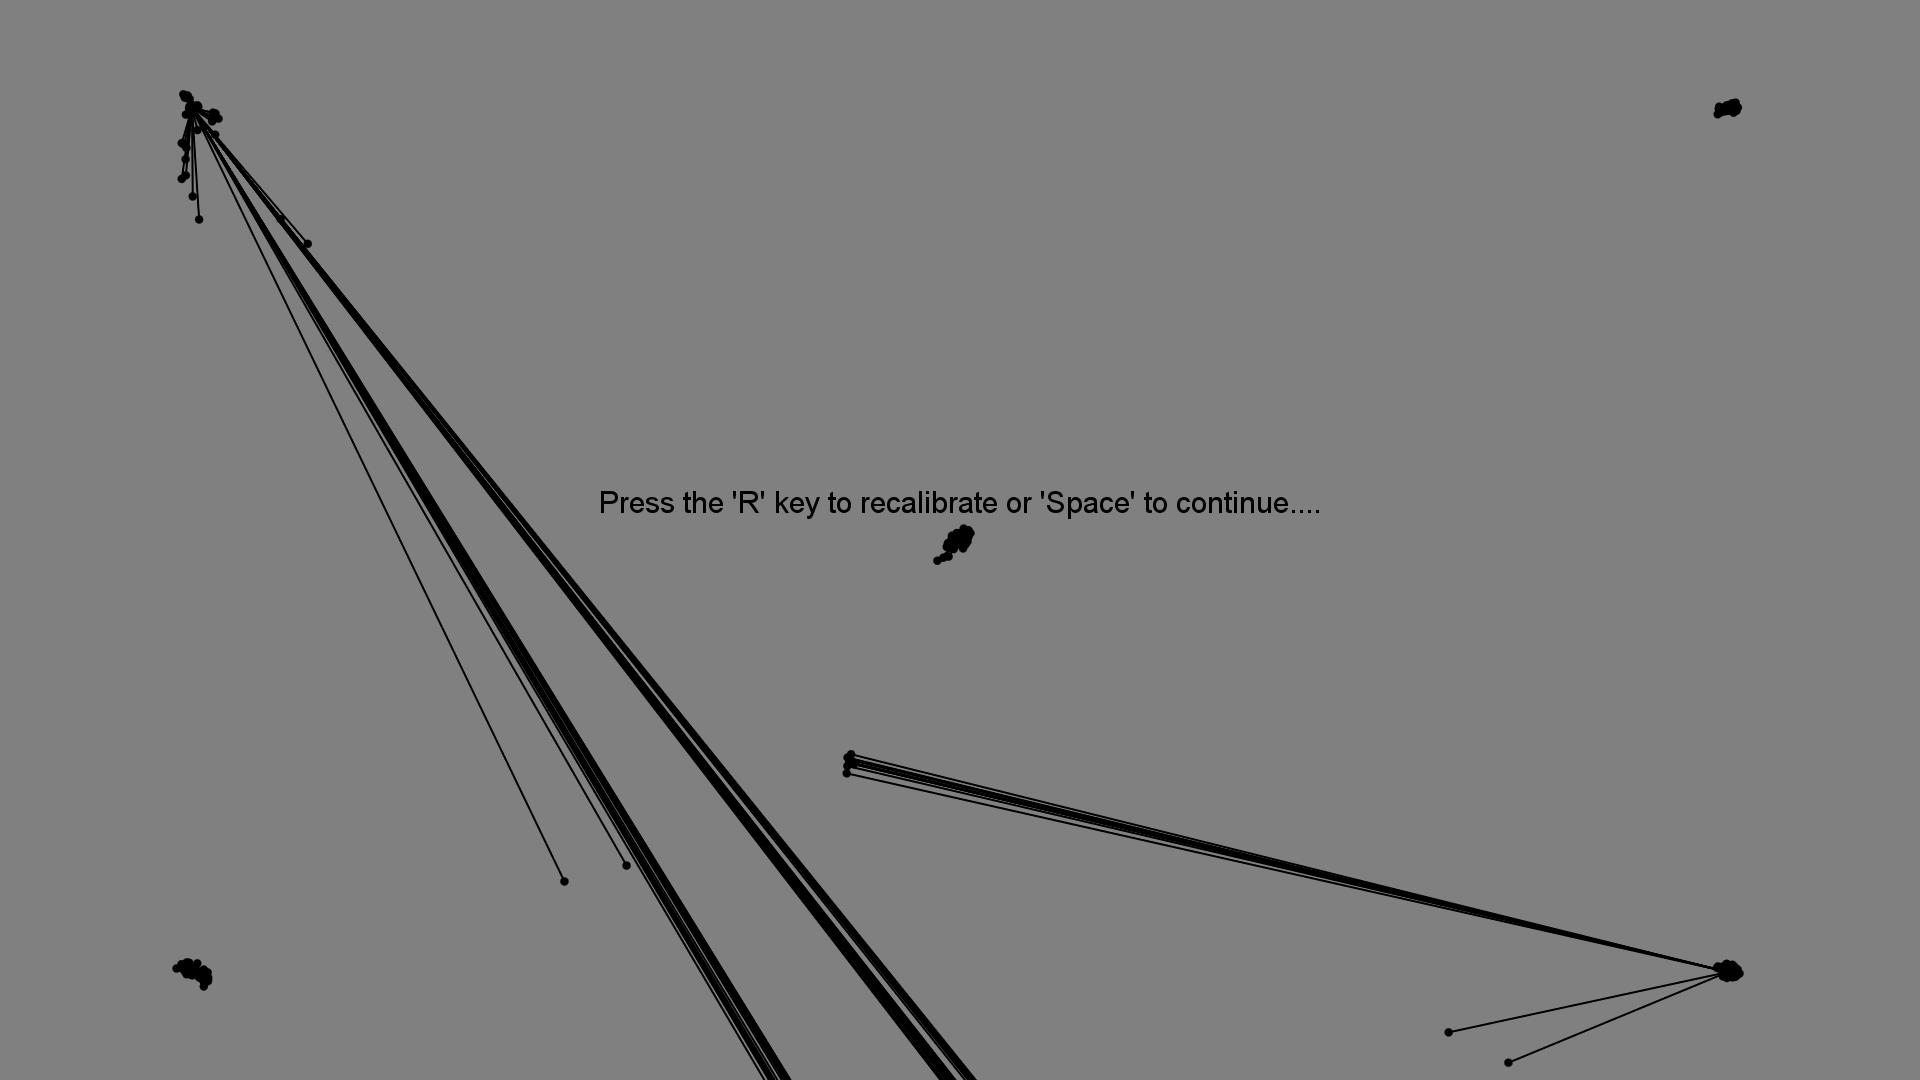 Press the 'R' key to recalibrate or 'Space' to continue....